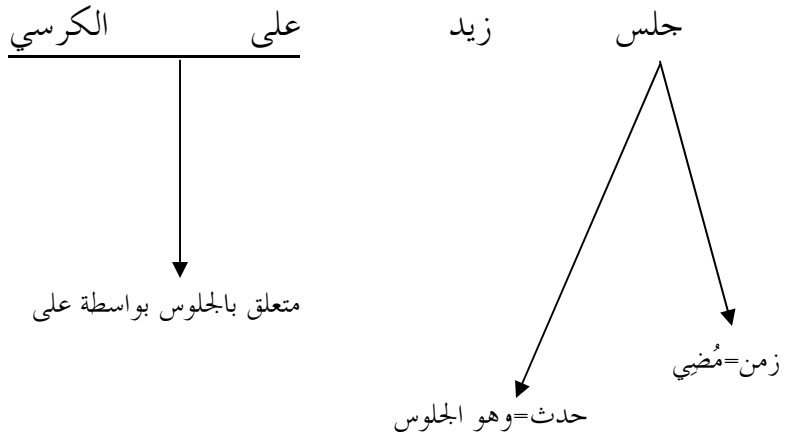 جلس زيد على الكرسي
متعلق بالجلوس بواسطة على
زمن=مُضِي
حدث=وهو الجلوس